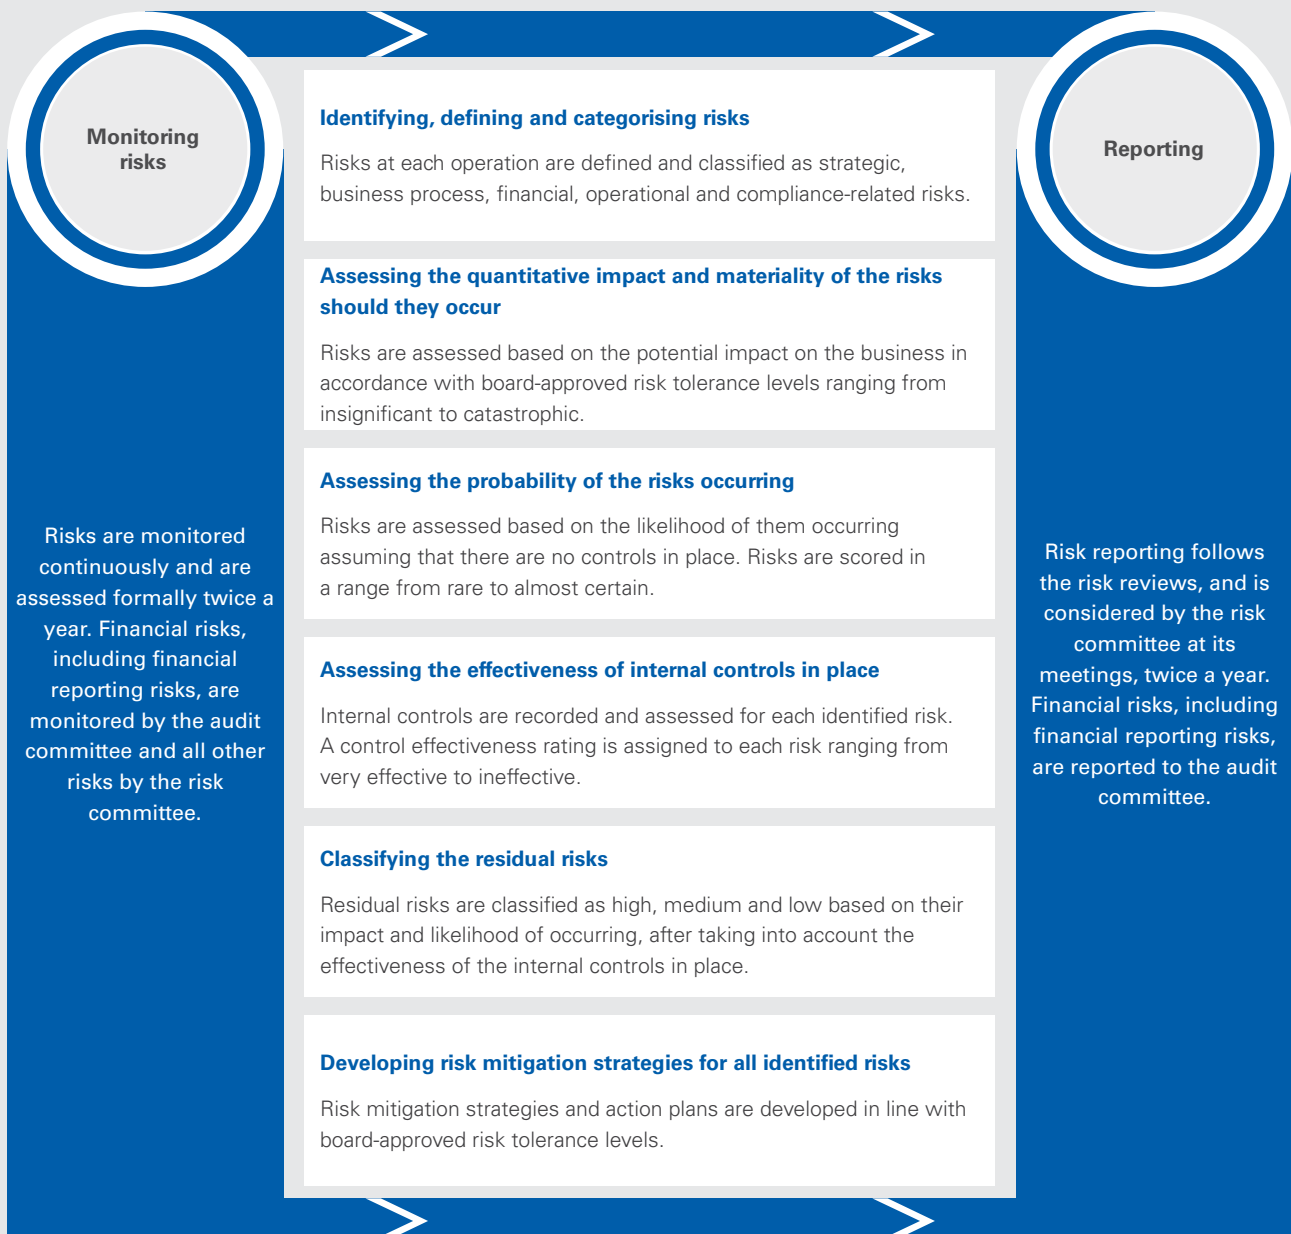 Monitoring
risks
Risks are monitored
continuously and are
assessed formally twice a
year. Financial risks,
including financial
reporting risks, are
monitored by the audit
committee and all other
risks by the risk
committee.
Identifying, defining and categorising risks
Risks at each operation are defined and classified as strategic,
business process, financial, operational and compliance-related risks.
Assessing the quantitative impact and materiality of the risks
should they occur
Risks are assessed based on the potential impact on the business in
accordance with board-approved risk tolerance levels ranging from
insignificant to catastrophic.
Assessing the probability of the risks occurring
Risks are assessed based on the likelihood of them occurring
assuming that there are no controls in place. Risks are scored in
a range from rare to almost certain.
Assessing the effectiveness of internal controls in place
Internal controls are recorded and assessed for each identified risk.
A control effectiveness rating is assigned to each risk ranging from
very effective to ineffective.
Classifying the residual risks
Residual risks are classified as high, medium and low based on their
impact and likelihood of occurring, after taking into account the
effectiveness of the internal controls in place.
Developing risk mitigation strategies for all identified risks
Risk mitigation strategies and action plans are developed in line with
board-approved risk tolerance levels.
Reporting
Risk reporting follows
the risk reviews, and is
considered by the risk
committee at its
meetings, twice a year.
Financial risks, including
financial reporting risks,
are reported to the audit
committee.